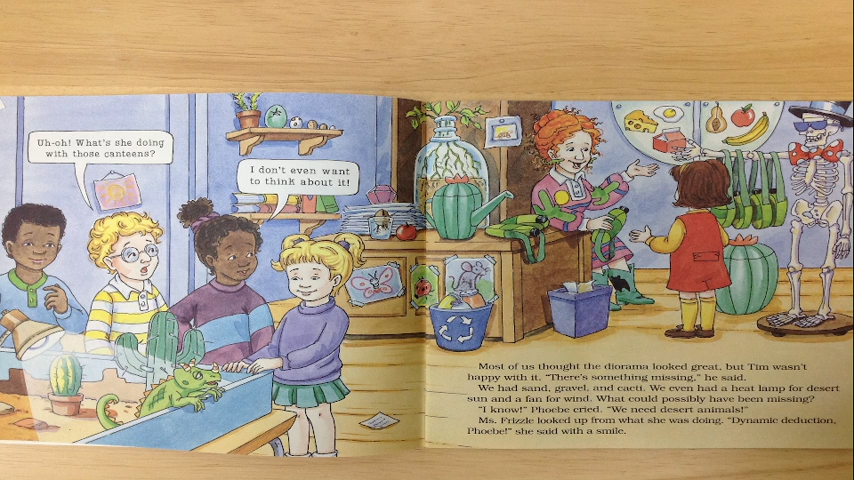 Uh-oh! What's she doing
with those canteens?
I don't even want
to think about it!
Most of us thought the diorama looked great, but Tim wasn't
happy with it. "There's something missing," he said.
We had sand, gravel, and cacti. We even had a heat lamp for desert
sun and a fan for wind. What could possibly have been missing?
"I know!" Phoebe cried. "We need desert animals!"
Ms. Frizzle looked up from what she was doing. "Dynamic deduction,
Phoebe!" she said with a smile.